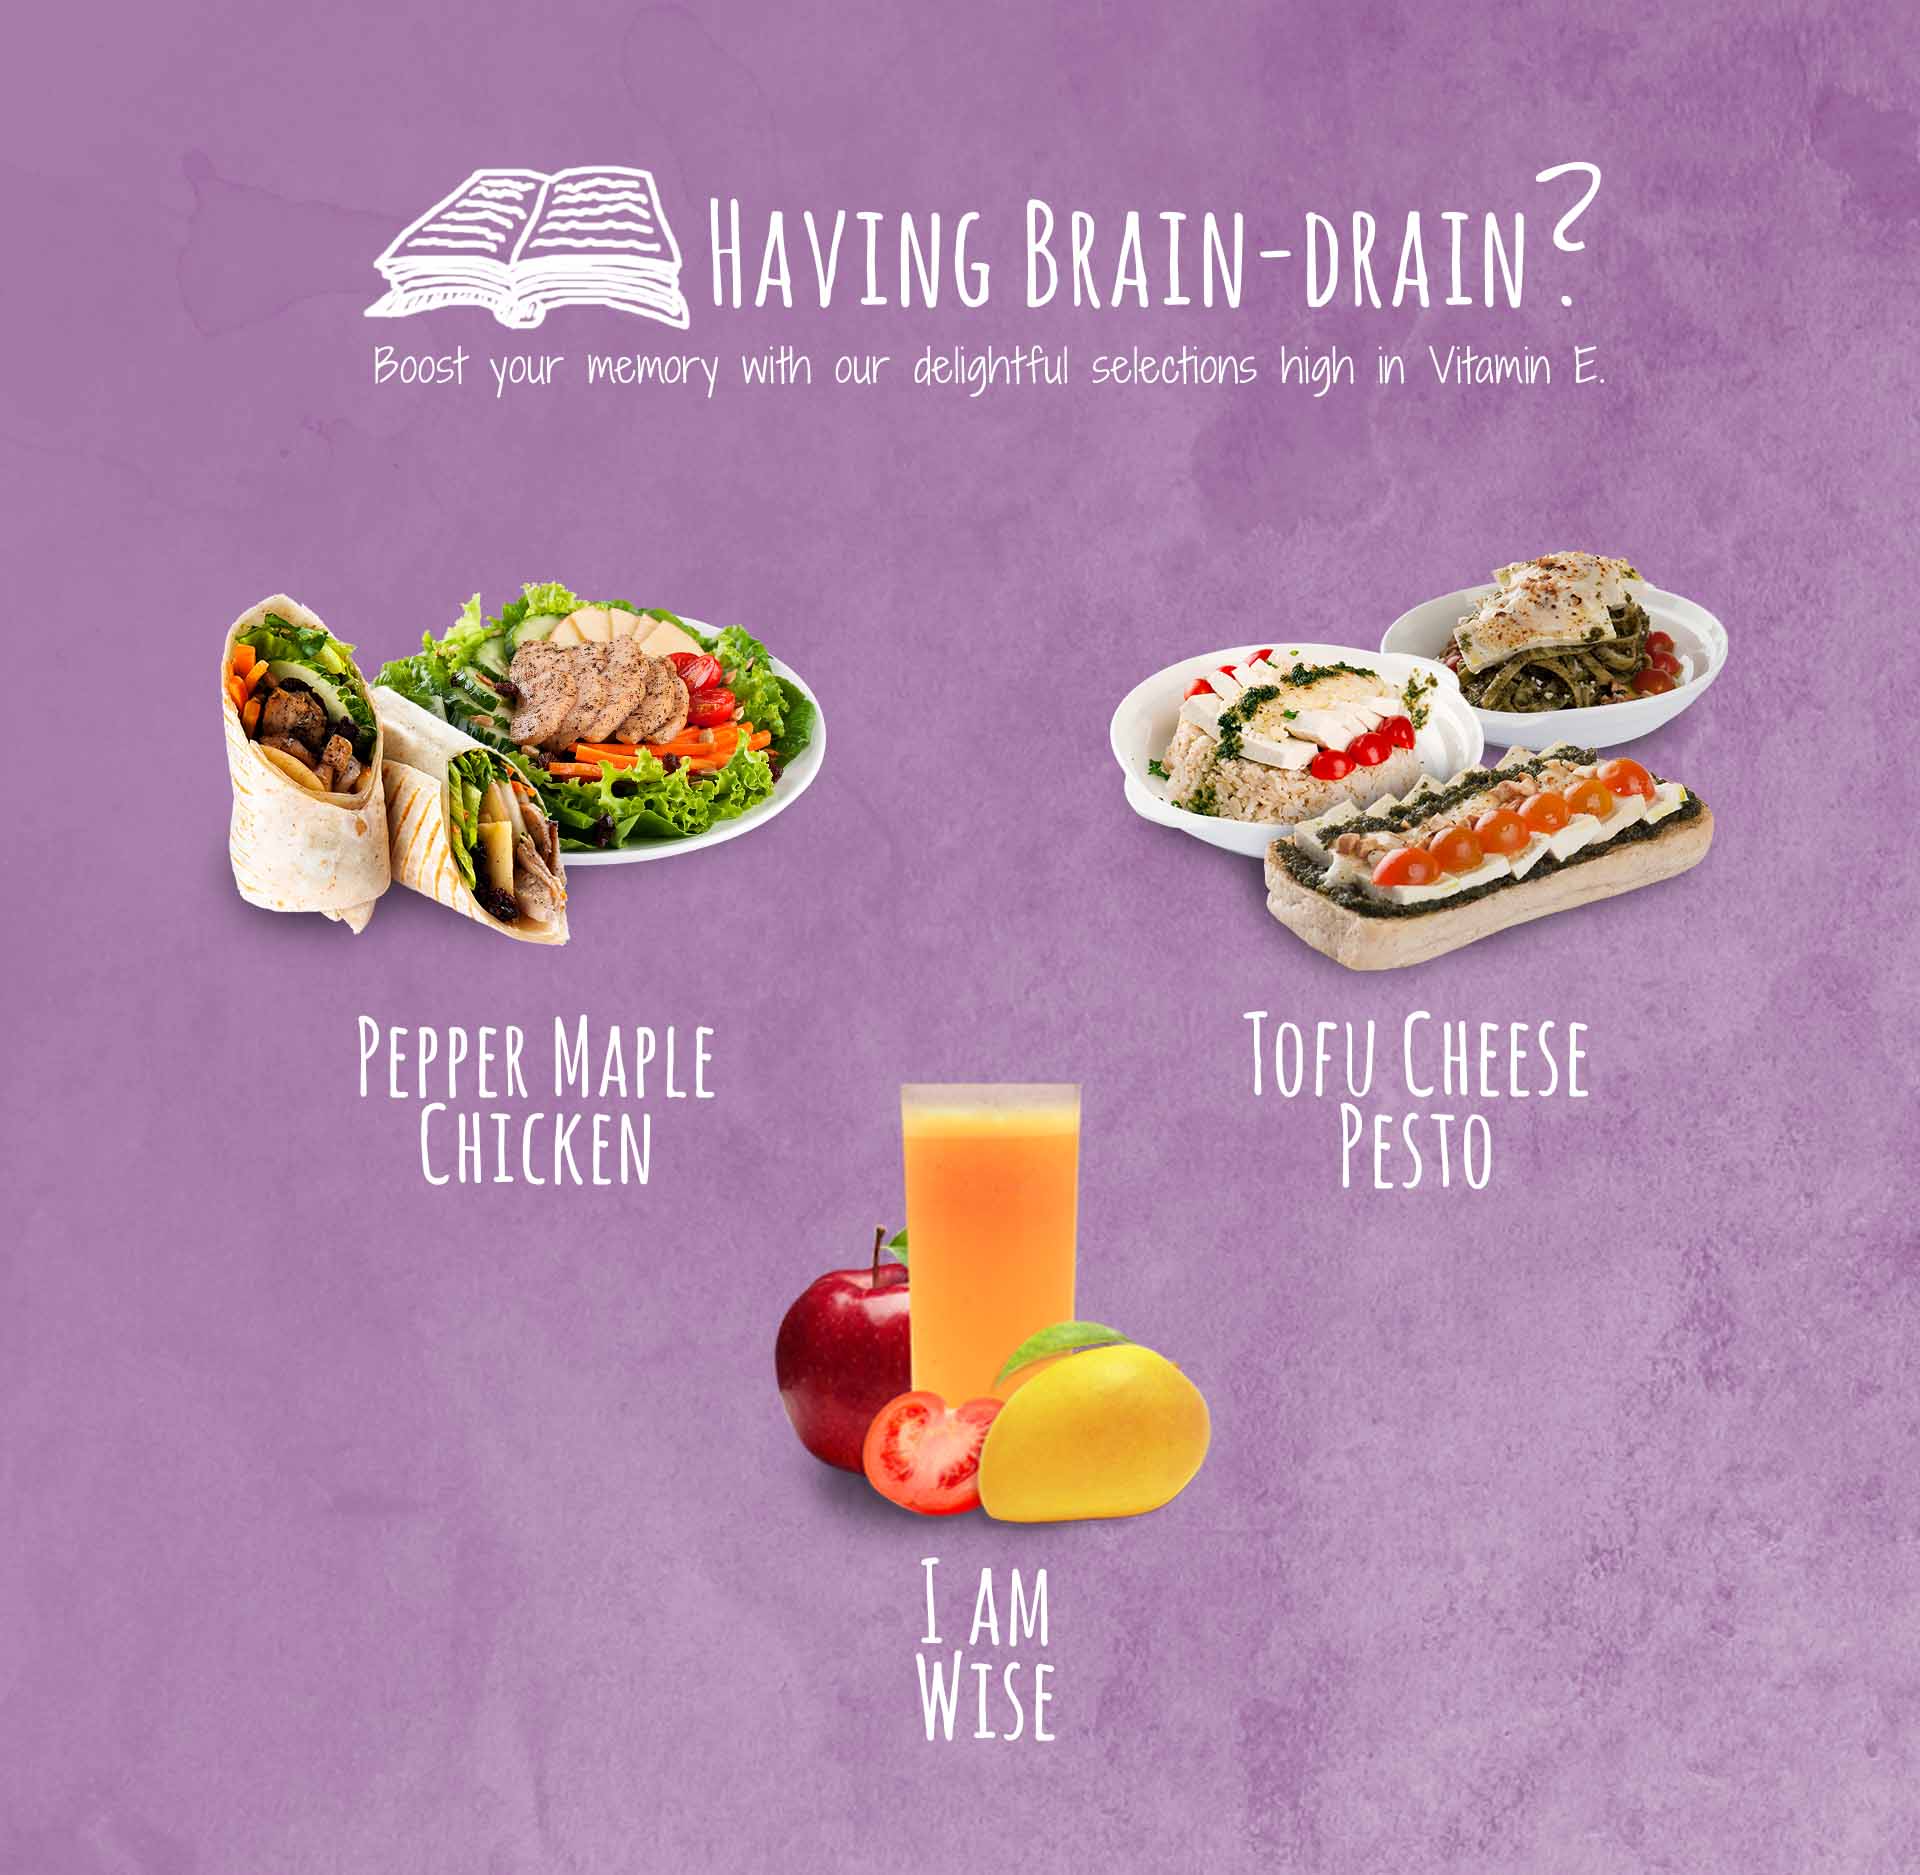 Having Brain-drain?
Boost your memory with our delightful selections high in Vitamin E.
Pepper Maple
Chicken
Tofu Cheese
Pesto
I am
Wise